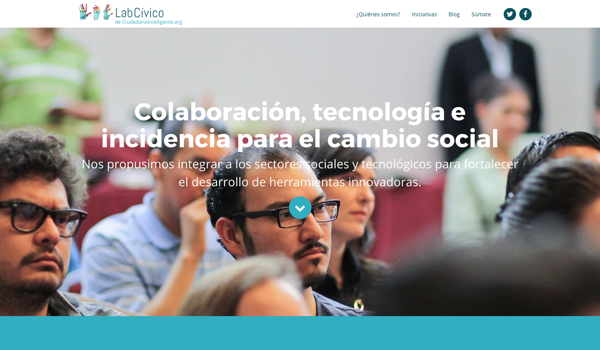 LabCívico
de CiudadanoInteligente.org
¿Quiénes somos?
Iniciativas
Blog
Súmate
Colaboración, tecnología e
incidencia para el cambio social
Nos propusimos integrar a los sectores sociales y tecnológicos para fortalecer
el desarrollo de herramientas innovadoras.